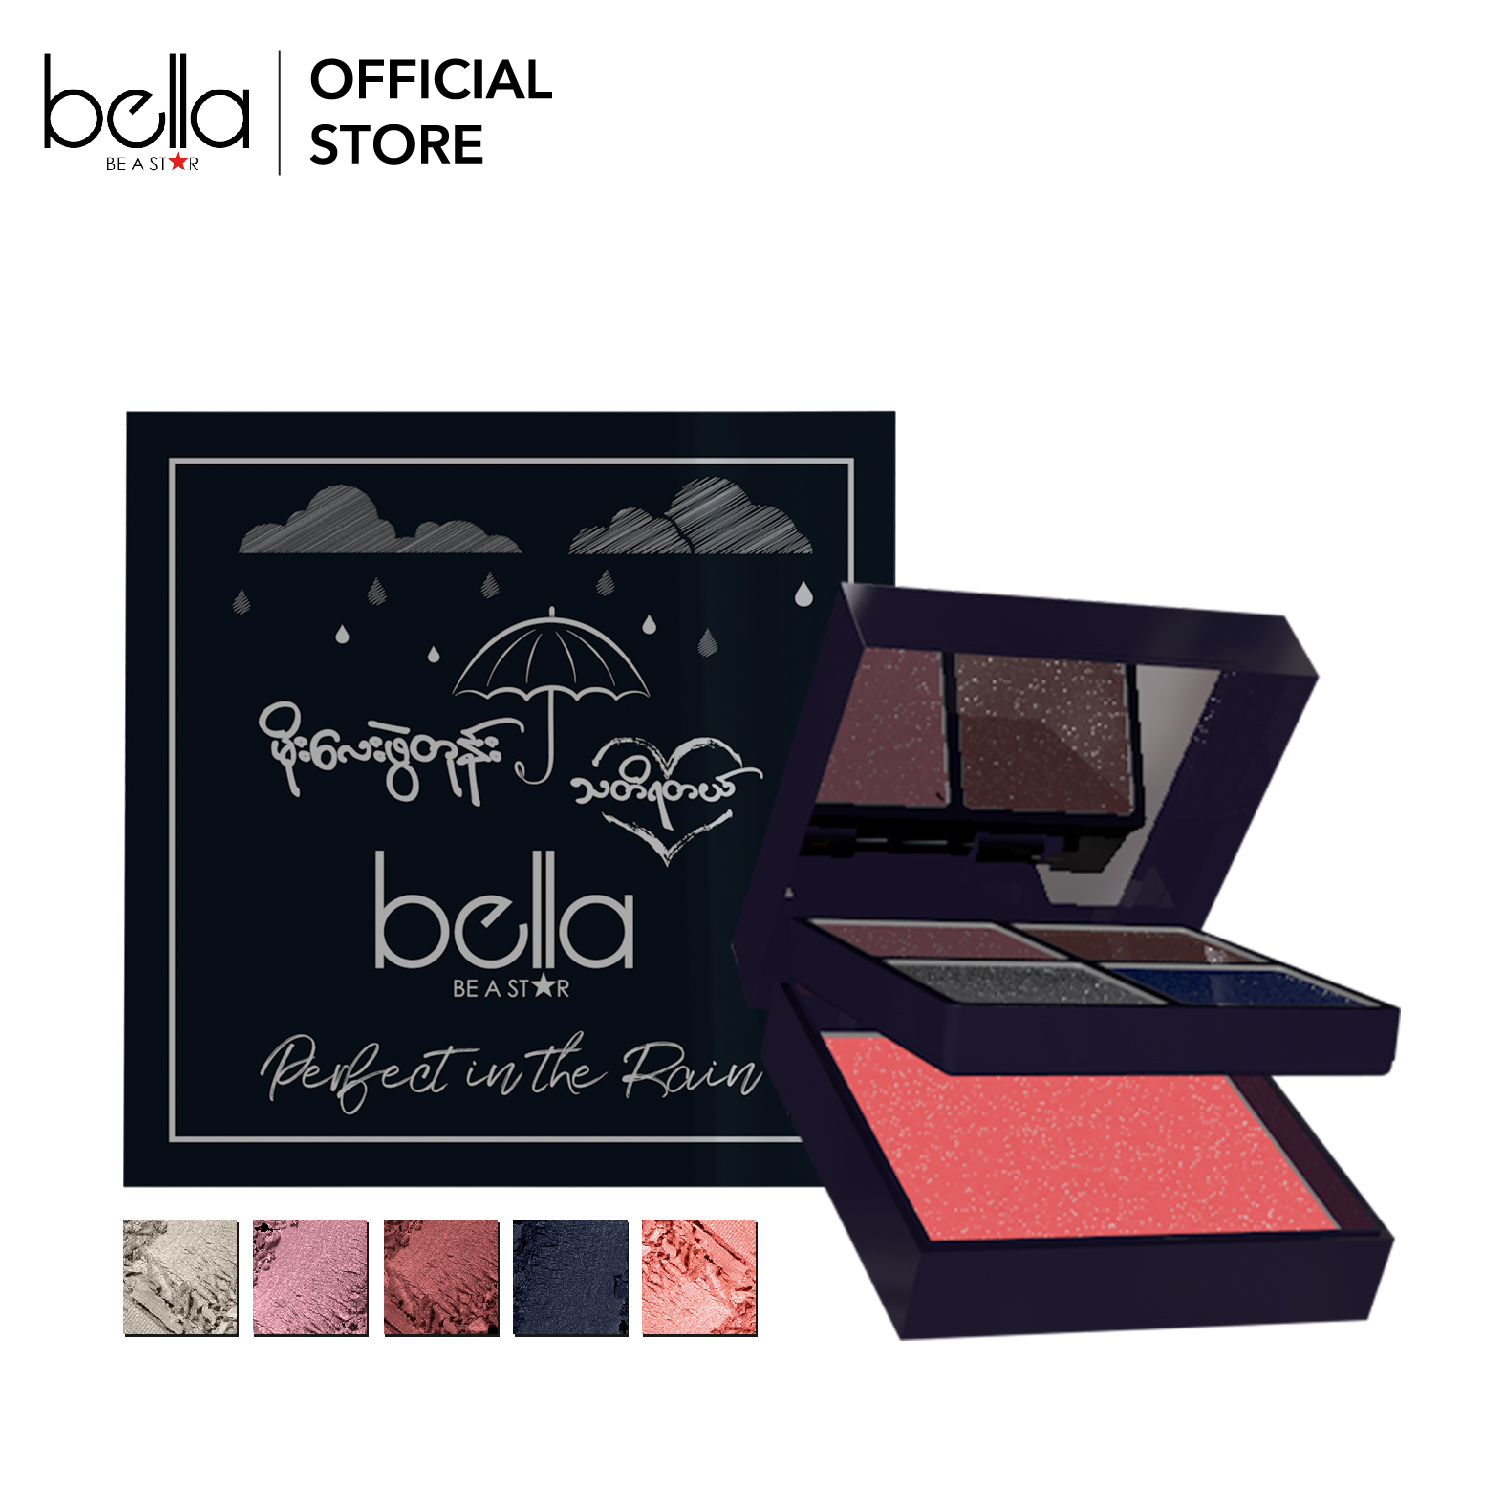 bella
BE A ST★R
OFFICIAL
STORE
မိုးလေးဖွဲတုန်း
သတိရတယ်
bella
BE A ST★R
Perfect in the Rain